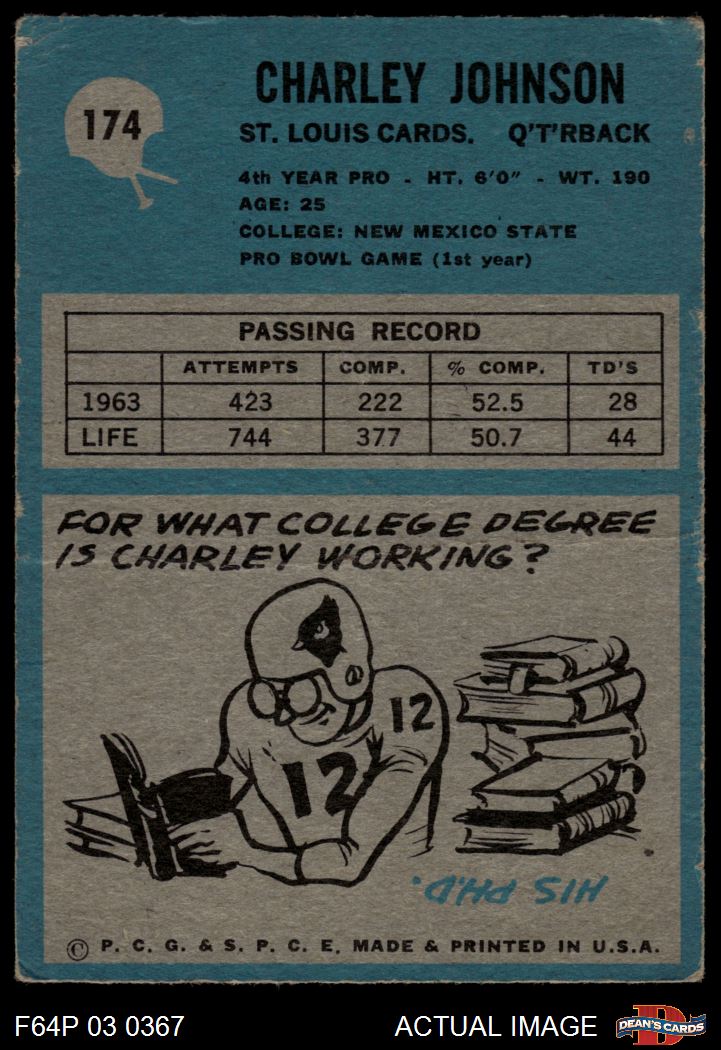 174
CHARLEY JOHNSON
ST. LOUIS CARDS. Q'T'RBACK
4th YEAR PRO - HT. 6'0" - WT. 190
AGE: 25
COLLEGE: NEW MEXICO STATE
PRO BOWL GAME (1st year)
PASSING RECORD
ATTEMPTS COMP. % COMP. TD'S
1963 423 222 52.5 28
LIFE 744 377 50.7 44
FOR WHAT COLLEGE DEGREE
IS CHARLEY WORKING?
12
12
HIS PH.D.
© P. C. G. & S. P. C. E. MADE & PRINTED IN U.S.A.
F64P 03 0367 ACTUAL IMAGE D DEAN'S CARDS